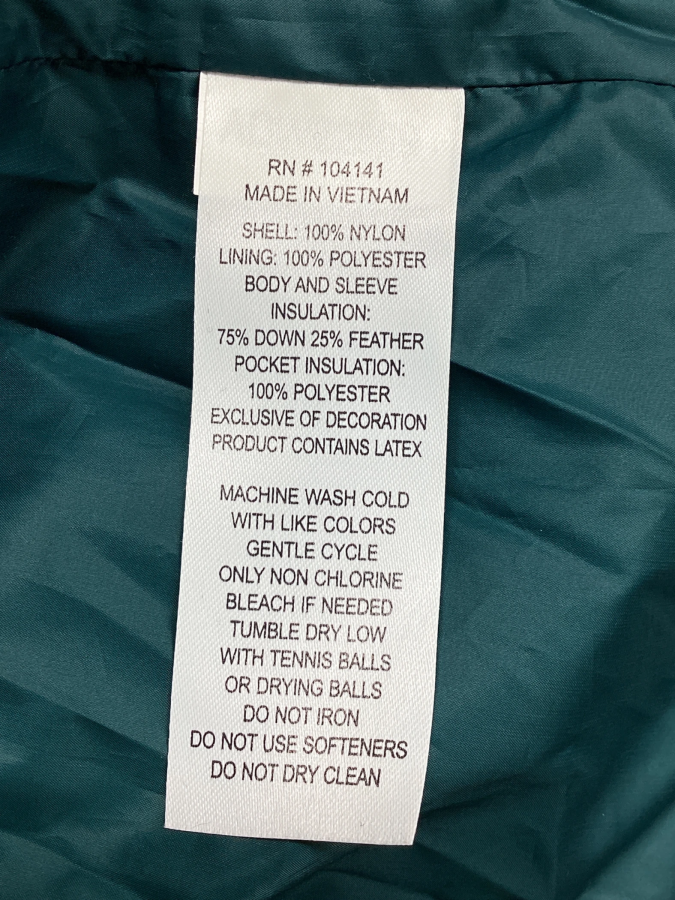 RN # 104141
MADE IN VIETNAM
SHELL: 100% NYLON
LINING: 100% POLYESTER
BODY AND SLEEVE
INSULATION:
75% DOWN 25% FEATHER
POCKET INSULATION:
100% POLYESTER
EXCLUSIVE OF DECORATION
PRODUCT CONTAINS LATEX
MACHINE WASH COLD
WITH LIKE COLORS
GENTLE CYCLE
ONLY NON CHLORINE
BLEACH IF NEEDED
TUMBLE DRY LOW
WITH TENNIS BALLS
OR DRYING BALLS
DO NOT IRON
DO NOT USE SOFTENERS
DO NOT DRY CLEAN